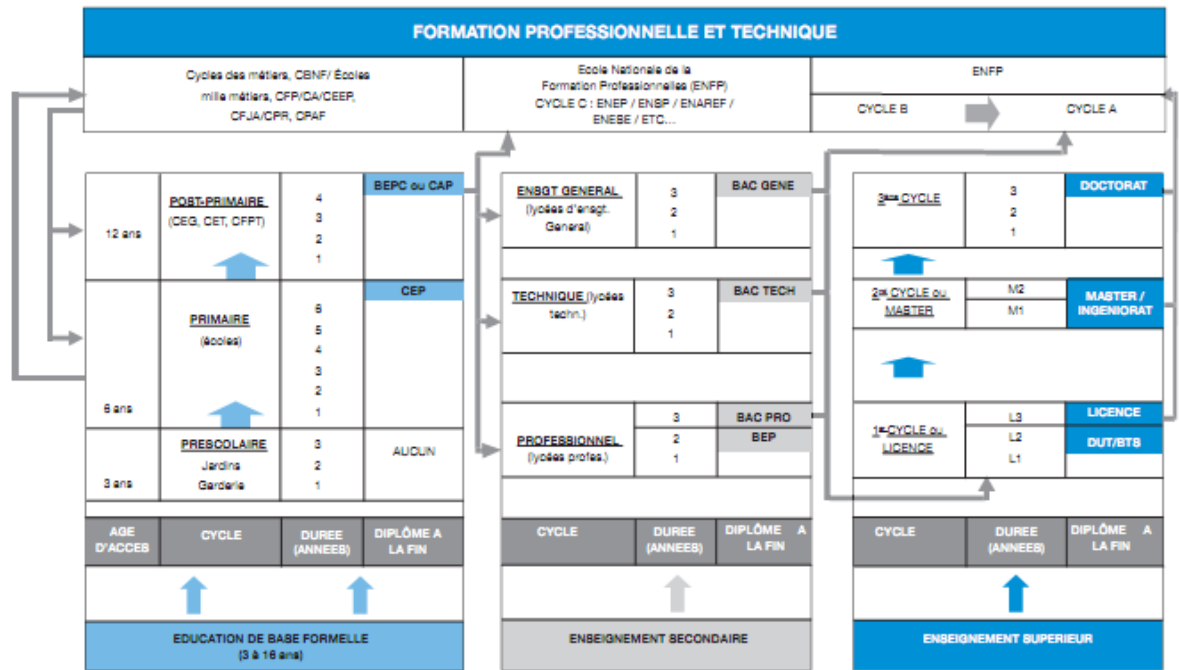 FORMATION PROFESSIONNELLE ET TECHNIQUE
Cycles des métiers, CBNF/ Écoles
mille métiers, CFP/CA/CEEP,
CFJA/CPR, CPAF
Ecole Nationale de la
Formation Professionnelles (ENFP)
CYCLE C : ENEP / ENSP / ENAREF /
ENESE / ETC...
ENFP
CYCLE B
CYCLE A
12 ans
POST-PRIMAIRE
(CEG, CET, CFPT)
4
3
2
1
BEPC ou CAP
6 ans
PRIMAIRE
(écoles)
6
5
4
3
2
1
CEP
3 ans
PRESCOLAIRE
Jardins
Garderie
3
2
1
AUCUN
AGE
D'ACCES
CYCLE
DUREE
(ANNEES)
DIPLÔME A
LA FIN
EDUCATION DE BASE FORMELLE
(3 à 16 ans)
ENSGT GENERAL
(lycées d'ensgt.
General)
3
2
1
BAC GENE
TECHNIQUE (lycées
techn.)
3
2
1
BAC TECH
PROFESSIONNEL
(lycées profes.)
3
2
1
BAC PRO
BEP
CYCLE
DUREE
(ANNEES)
DIPLÔME A
LA FIN
ENSEIGNEMENT SECONDAIRE
3ème CYCLE
3
2
1
DOCTORAT
CYCLE ou
MASTER
M2
M1
MASTER /
INGENIORAT
CYCLE ou
LICENCE
L3
L2
L1
LICENCE
DUT/BTS
CYCLE
DUREE
(ANNEES)
DIPLÔME A
LA FIN
ENSEIGNEMENT SUPERIEUR